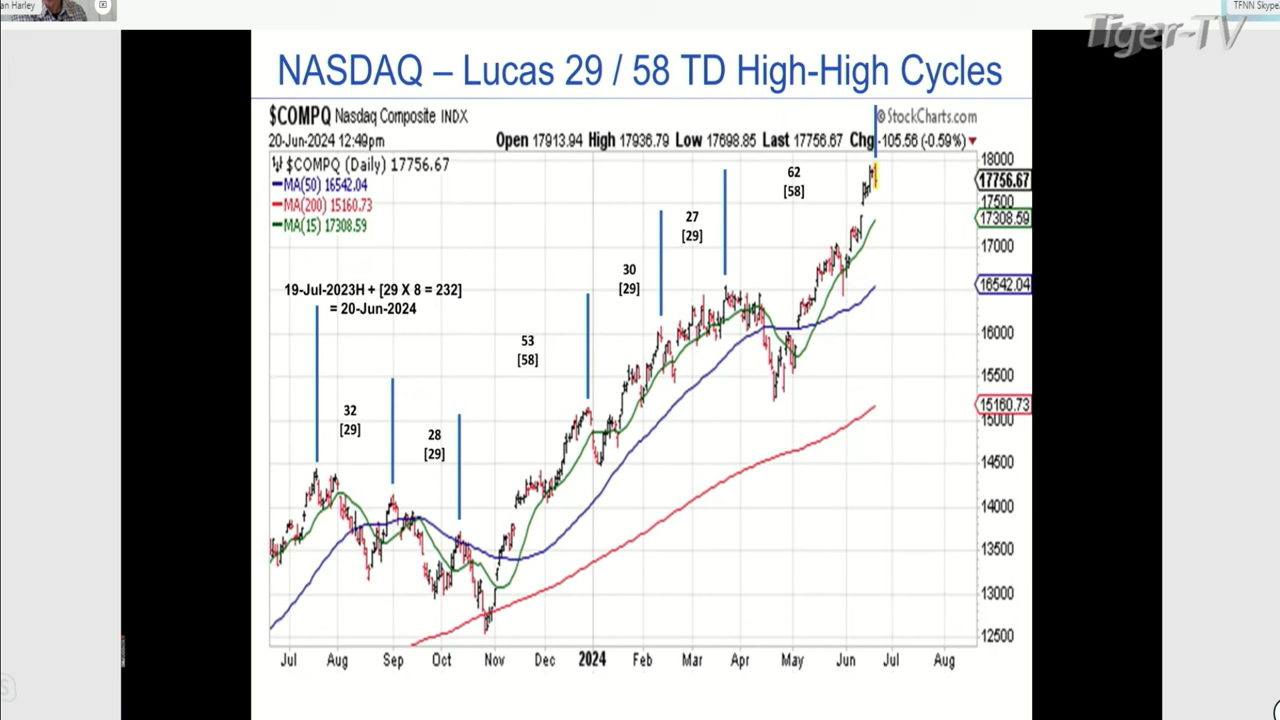 an Harley
TFNN Skype
Tiger-TV
NASDAQ – Lucas 29 / 58 TD High-High Cycles
$COMPQ Nasdaq Composite INDX
© StockCharts.com
20-Jun-2024 12:49pm
Open 17913.94 High 17936.79 Low 17698.85 Last 17756.67 Chg -105.56 (-0.59%)
$COMPQ (Daily) 17756.67
MA(50) 16542.04
MA(200) 15160.73
MA(15) 17308.59
18000
17756.67
17500
17308.59
17000
16542.04
16000
15500
15160.73
15000
14500
14000
13500
13000
12500
62
[58]
27
[29]
30
[29]
19-Jul-2023H + [29 X 8 = 232]
= 20-Jun-2024
53
[58]
32
[29]
28
[29]
Jul Aug Sep Oct Nov Dec 2024 Feb Mar Apr May Jun Jul Aug